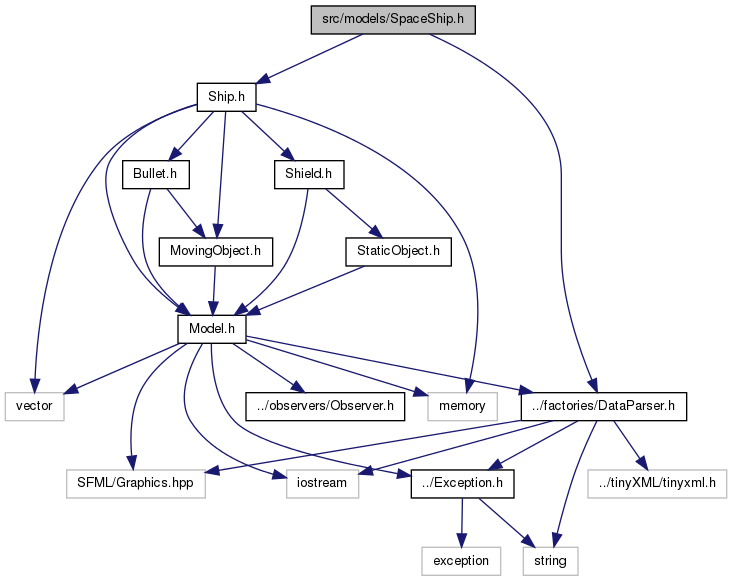 src/models/SpaceShip.h
Ship.h
Bullet.h
Shield.h
MovingObject.h
StaticObject.h
Model.h
vector
../observers/Observer.h
memory
../factories/DataParser.h
SFML/Graphics.hpp
iostream
../Exception.h
../tinyXML/tinyxml.h
exception
string